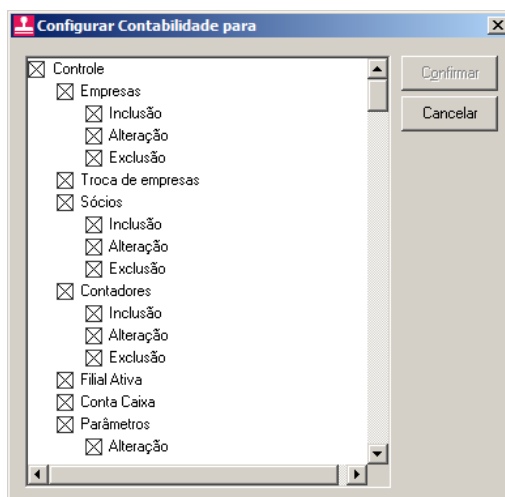 Configurar Contabilidade para
Controle
Empresas
Inclusão
Alteração
Exclusão
Troca de empresas
Sócios
Inclusão
Alteração
Exclusão
Contadores
Inclusão
Alteração
Exclusão
Filial Ativa
Conta Caixa
Parâmetros
Alteração
Confirmar
Cancelar